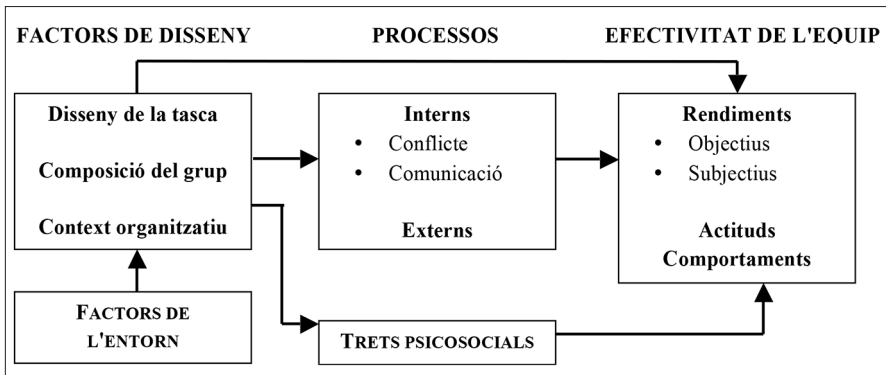 FACTORS DE DISSENY
PROCESSOS
EFECTIVITAT DE L'EQUIP
Disseny de la tasca
Composició del grup
Context organitzatiu
Interns
• Conflicte
• Comunicació
Externs
Rendiments
• Objectius
• Subjectius
Actituds
Comportaments
FACTORS DE
L'ENTORN
TRETS PSICOSOCIALS